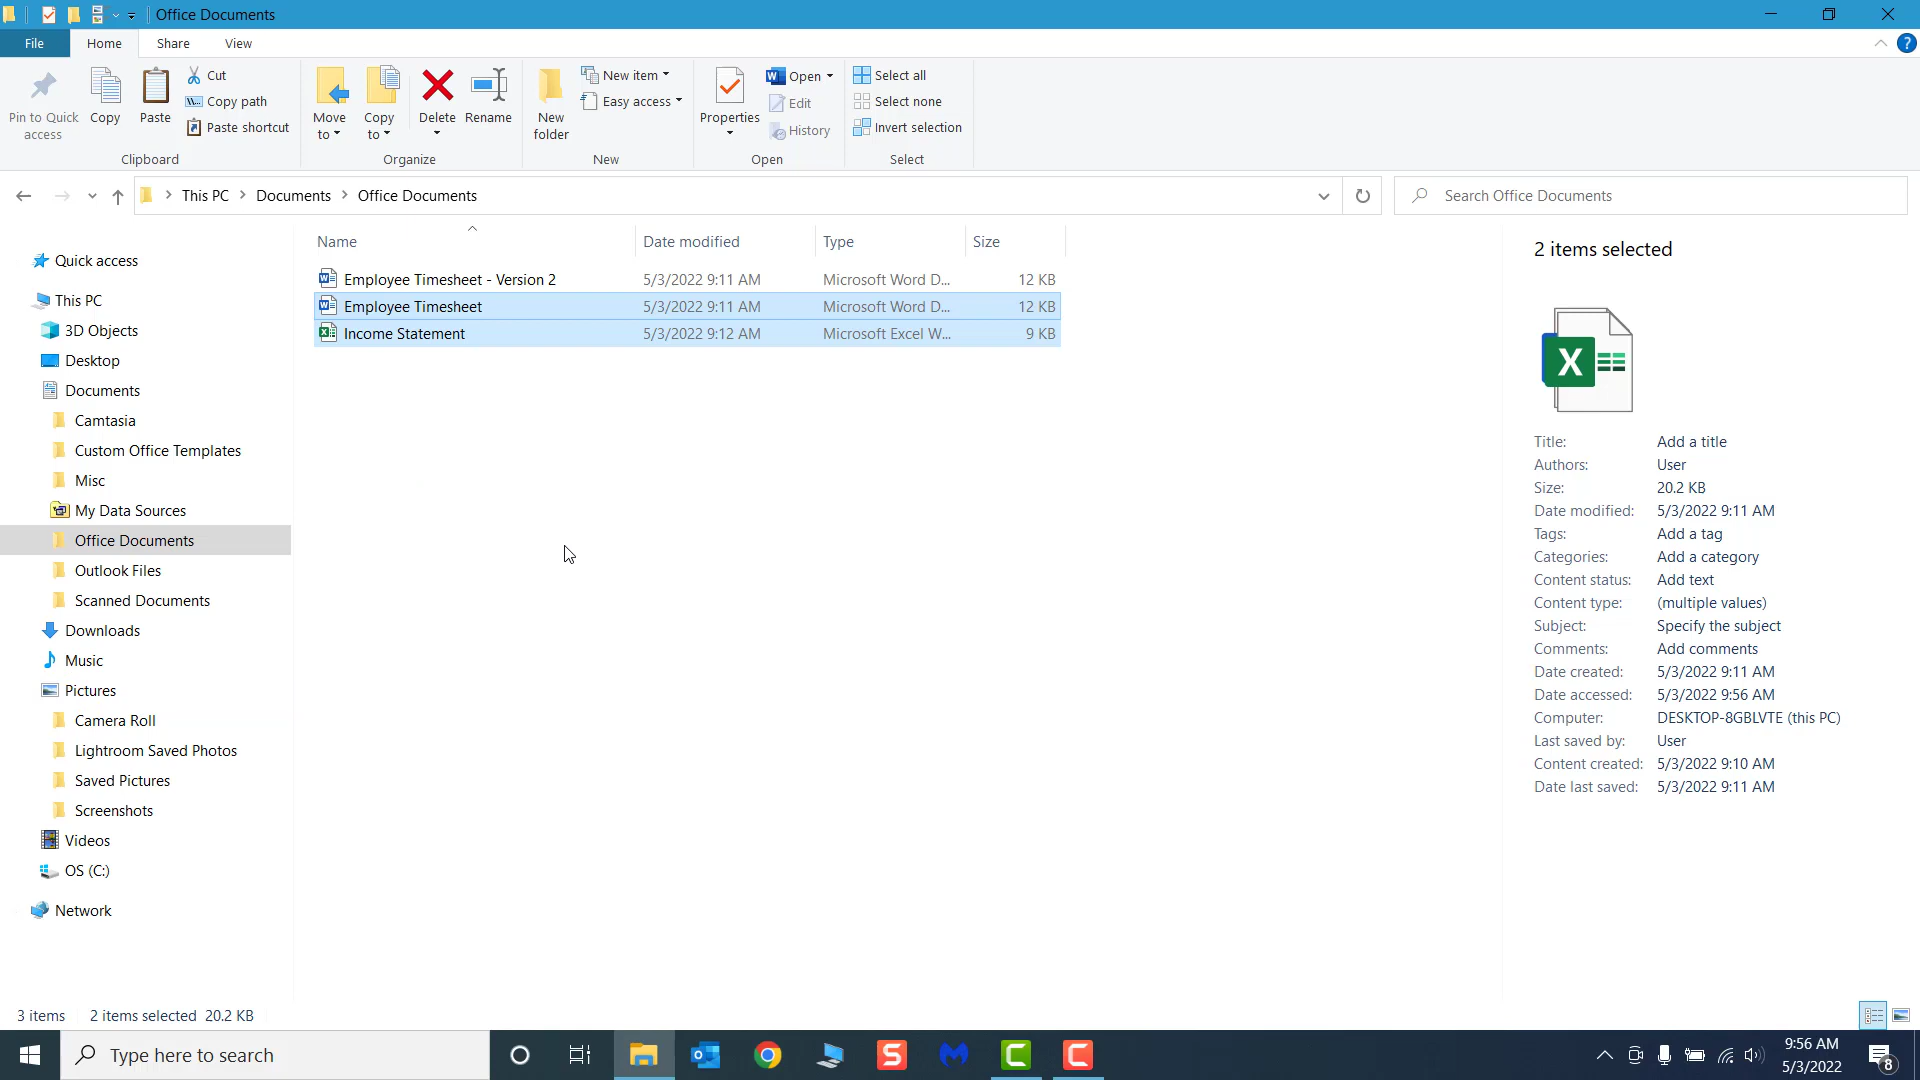 Office Documents
File Home Share View
Pin to Quick access
Copy
Paste
Cut
Copy path
Paste shortcut
Clipboard
Move to
Copy to
Delete
Rename
Organize
New folder
New item
Easy access
New
Properties
Open
Edit
History
Open
Select all
Select none
Invert selection
Select
This PC Documents Office Documents
Search Office Documents
Quick access
This PC
3D Objects
Desktop
Documents
Camtasia
Custom Office Templates
Misc
My Data Sources
Office Documents
Outlook Files
Scanned Documents
Downloads
Music
Pictures
Camera Roll
Lightroom Saved Photos
Saved Pictures
Screenshots
Videos
OS (C:)
Network
Name Date modified Type Size
Employee Timesheet - Version 2 5/3/2022 9:11 AM Microsoft Word D... 12 KB
Employee Timesheet 5/3/2022 9:11 AM Microsoft Word D... 12 KB
Income Statement 5/3/2022 9:12 AM Microsoft Excel W... 9 KB
2 items selected
Title: Add a title
Authors: User
Size: 20.2 KB
Date modified: 5/3/2022 9:11 AM
Tags: Add a tag
Categories: Add a category
Content status: Add text
Content type: (multiple values)
Subject: Specify the subject
Comments: Add comments
Date created: 5/3/2022 9:11 AM
Date accessed: 5/3/2022 9:56 AM
Computer: DESKTOP-8GBLVTE (this PC)
Last saved by: User
Content created: 5/3/2022 9:10 AM
Date last saved: 5/3/2022 9:11 AM
3 items 2 items selected 20.2 KB
Type here to search
9:56 AM
5/3/2022
8